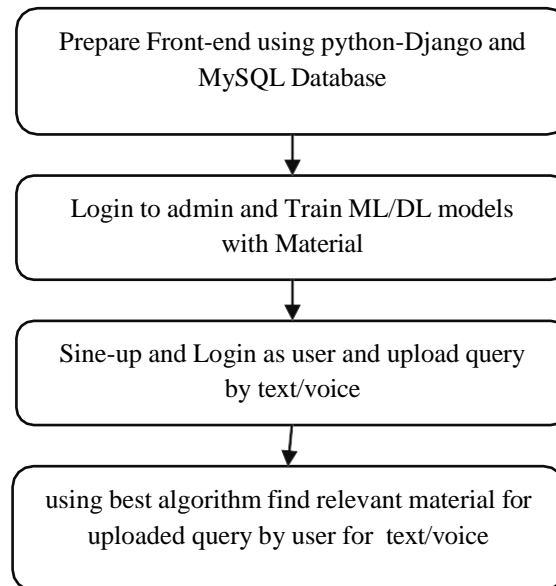 Prepare Front-end using python-Django and
MySQL Database
Login to admin and Train ML/DL models
with Material
Sine-up and Login as user and upload query
by text/voice
using best algorithm find relevant material for
uploaded query by user for text/voice